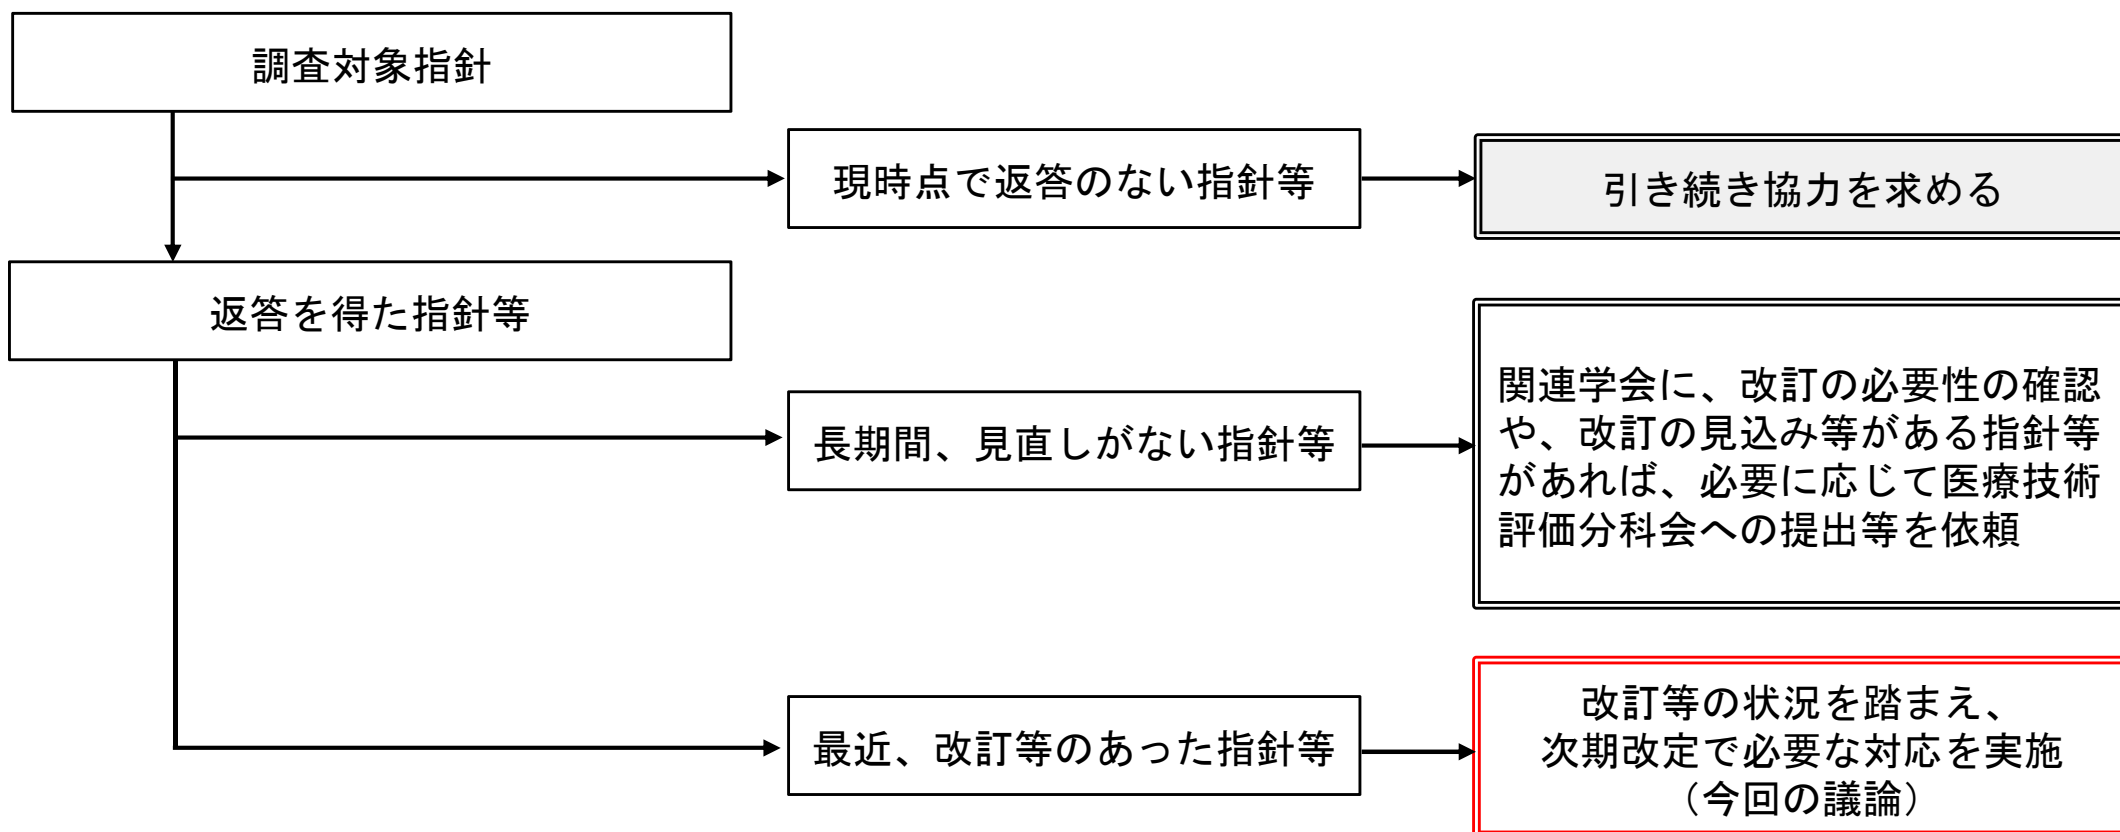 調査対象指針
現時点で返答のない指針等
引き続き協力を求める
返答を得た指針等
長期間、見直しがない指針等
関連学会に、改訂の必要性の確認
や、改訂の見込み等がある指針等
があれば、必要に応じて医療技術
評価分科会への提出等を依頼
最近、改訂等のあった指針等
改訂等の状況を踏まえ、
次期改定で必要な対応を実施
（今回の議論）